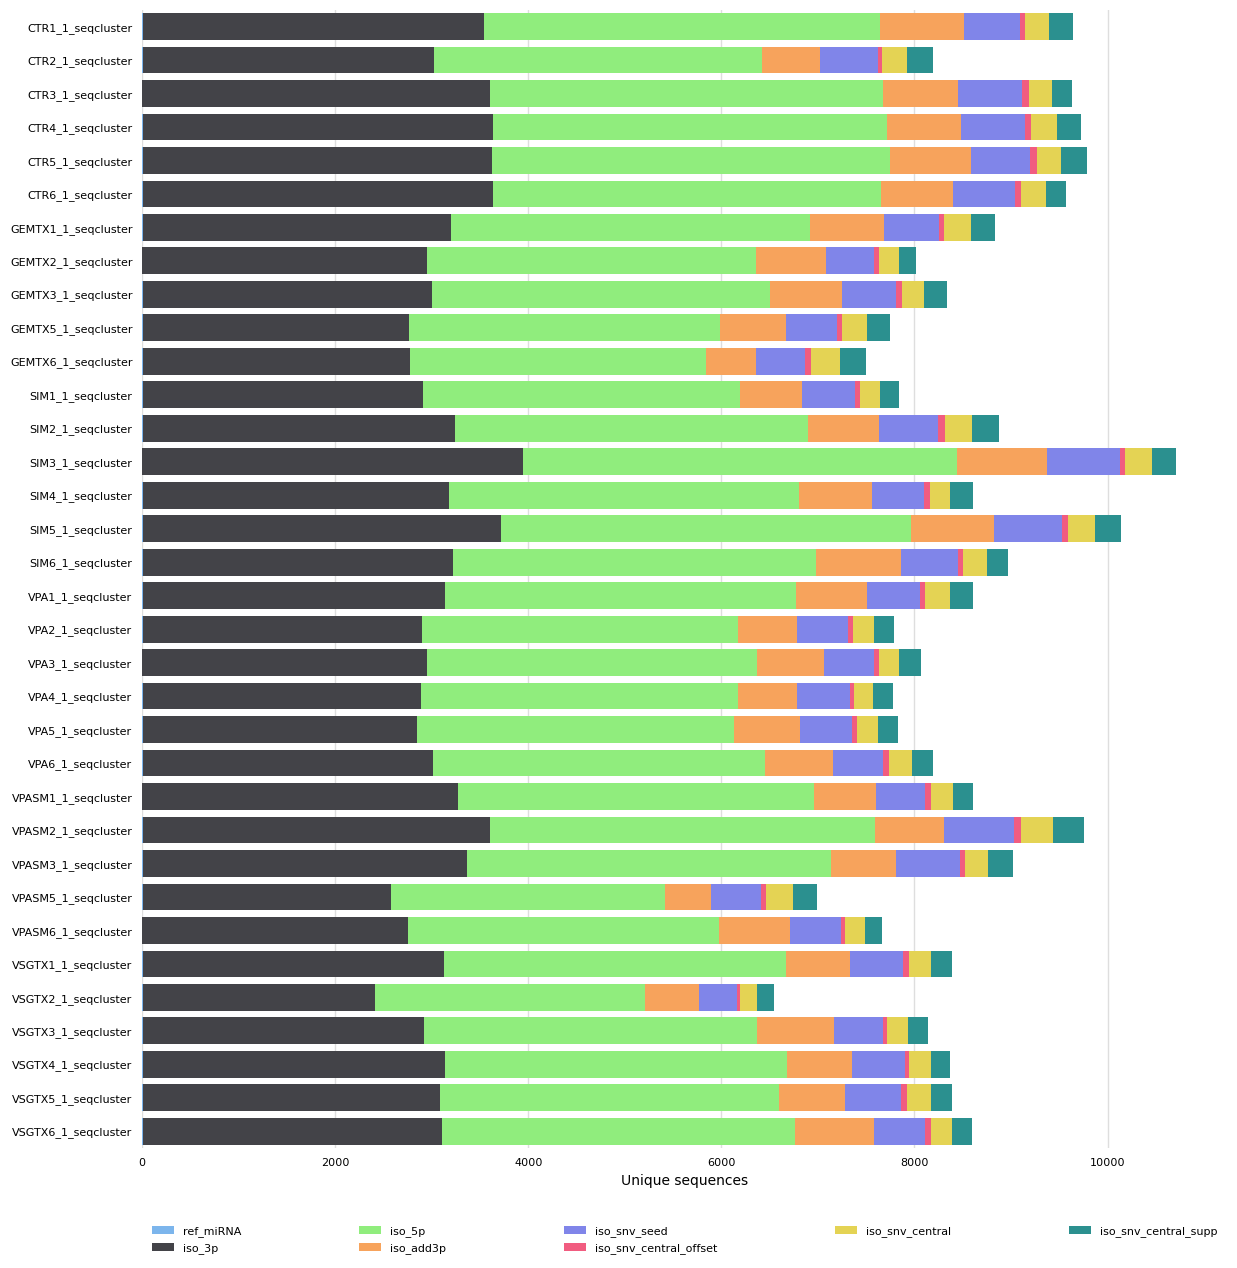 CTR1_1_seqcluster
CTR2_1_seqcluster
CTR3_1_seqcluster
CTR4_1_seqcluster
CTR5_1_seqcluster
CTR6_1_seqcluster
GEMTX1_1_seqcluster
GEMTX2_1_seqcluster
GEMTX3_1_seqcluster
GEMTX5_1_seqcluster
GEMTX6_1_seqcluster
SIM1_1_seqcluster
SIM2_1_seqcluster
SIM3_1_seqcluster
SIM4_1_seqcluster
SIM5_1_seqcluster
SIM6_1_seqcluster
VPA1_1_seqcluster
VPA2_1_seqcluster
VPA3_1_seqcluster
VPA4_1_seqcluster
VPA5_1_seqcluster
VPA6_1_seqcluster
VPASM1_1_seqcluster
VPASM2_1_seqcluster
VPASM3_1_seqcluster
VPASM5_1_seqcluster
VPASM6_1_seqcluster
VSGTX1_1_seqcluster
VSGTX2_1_seqcluster
VSGTX3_1_seqcluster
VSGTX4_1_seqcluster
VSGTX5_1_seqcluster
VSGTX6_1_seqcluster
0 2000 4000 6000 8000 10000
Unique sequences
ref_miRNA iso_5p iso_snv_seed iso_snv_central iso_snv_central_supp
iso_3p iso_add3p iso_snv_central_offset